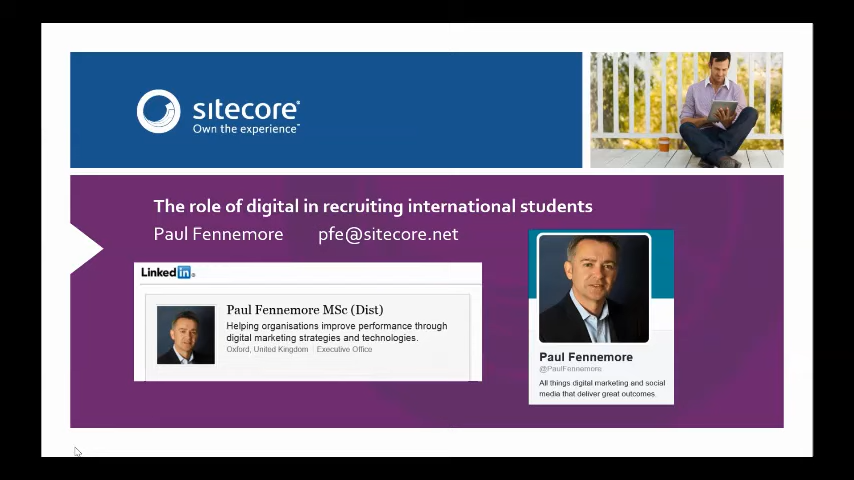 sitecore®
Own the experience™
The role of digital in recruiting international students
Paul Fennemore pfe@sitecore.net
Linked in®
Paul Fennemore MSc (Dist)
Helping organisations improve performance through
digital marketing strategies and technologies.
Oxford, United Kingdom | Executive Office
Paul Fennemore
@PaulFennemore
All things digital marketing and social
media that deliver great outcomes